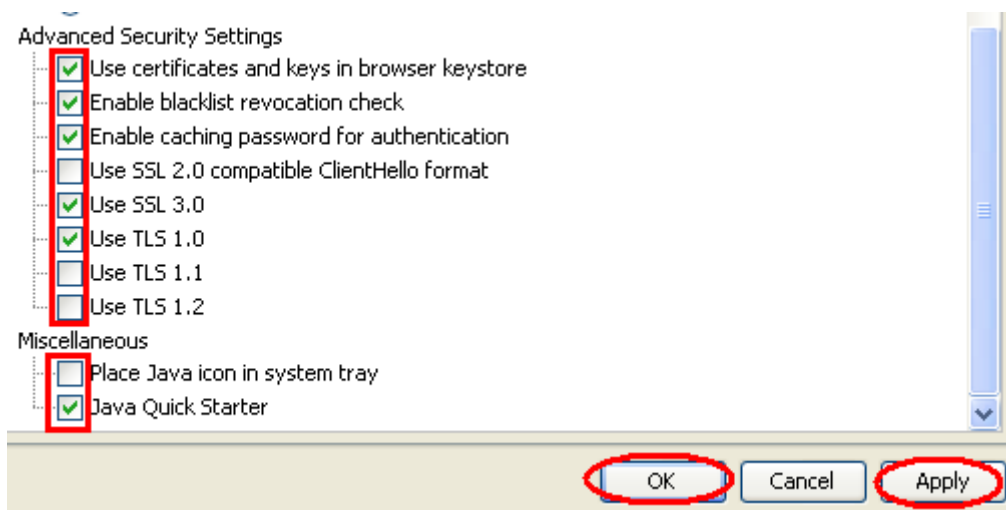 Advanced Security Settings
Use certificates and keys in browser keystore
Enable blacklist revocation check
Enable caching password for authentication
Use SSL 2.0 compatible ClientHello format
Use SSL 3.0
Use TLS 1.0
Use TLS 1.1
Use TLS 1.2
Miscellaneous
Place Java icon in system tray
Java Quick Starter
OK Cancel Apply